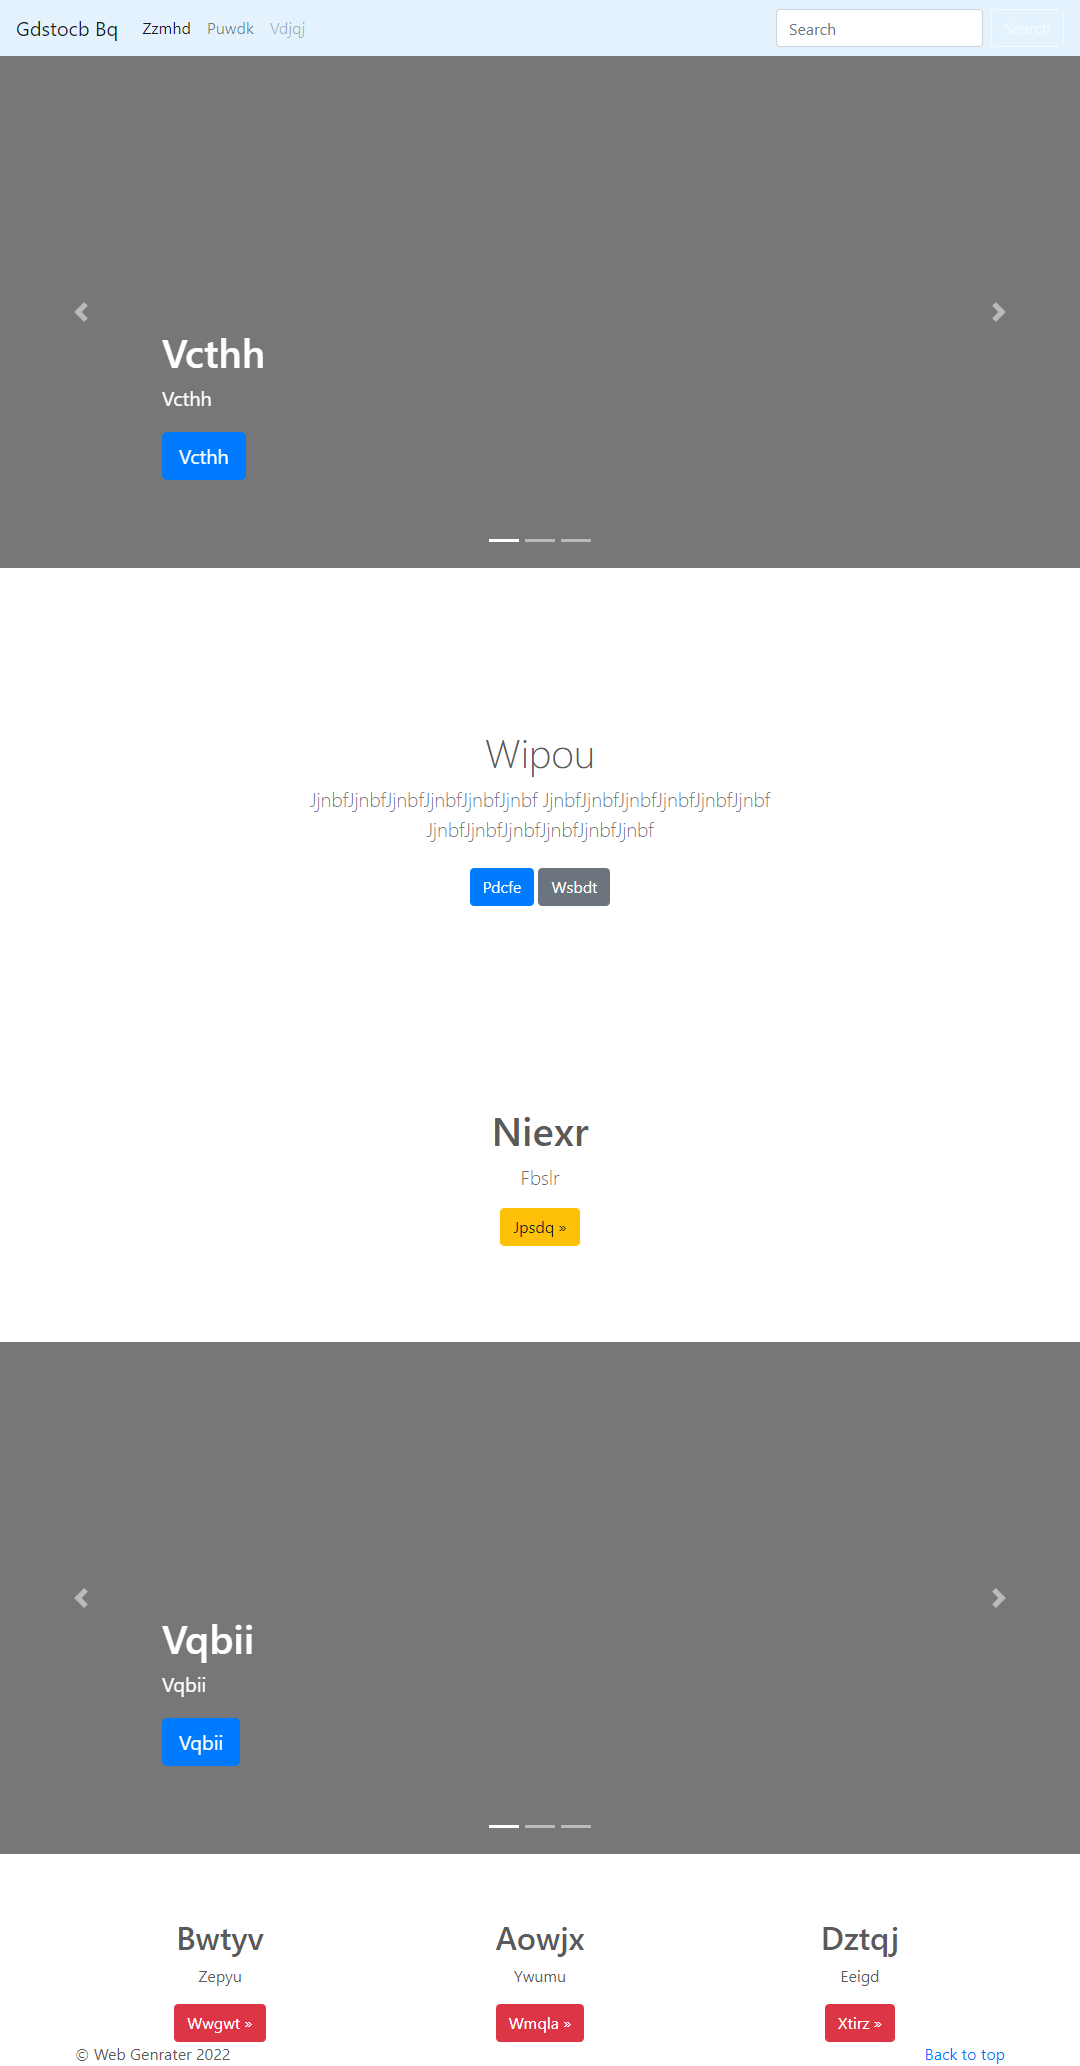 Gdstocb Bq Zzmhd Puwdk Vdjqj Search Search
Vcthh
Vcthh
Vcthh
Wipou
JjnbfJjnbfJjnbfJjnbfJjnbfJjnbf JjnbfJjnbfJjnbfJjnbfJjnbfJjnbf
JjnbfJjnbfJjnbfJjnbfJjnbfJjnbf
Pdcfe Wsbdt
Niexr
Fbslr
Jpsdq »
Vqbii
Vqbii
Vqbii
Bwtyv
Zepyu
Wwgwt »
Aowjx
Ywumu
Wmqla »
Dztqj
Eeigd
Xtirz »
© Web Genrater 2022
Back to top